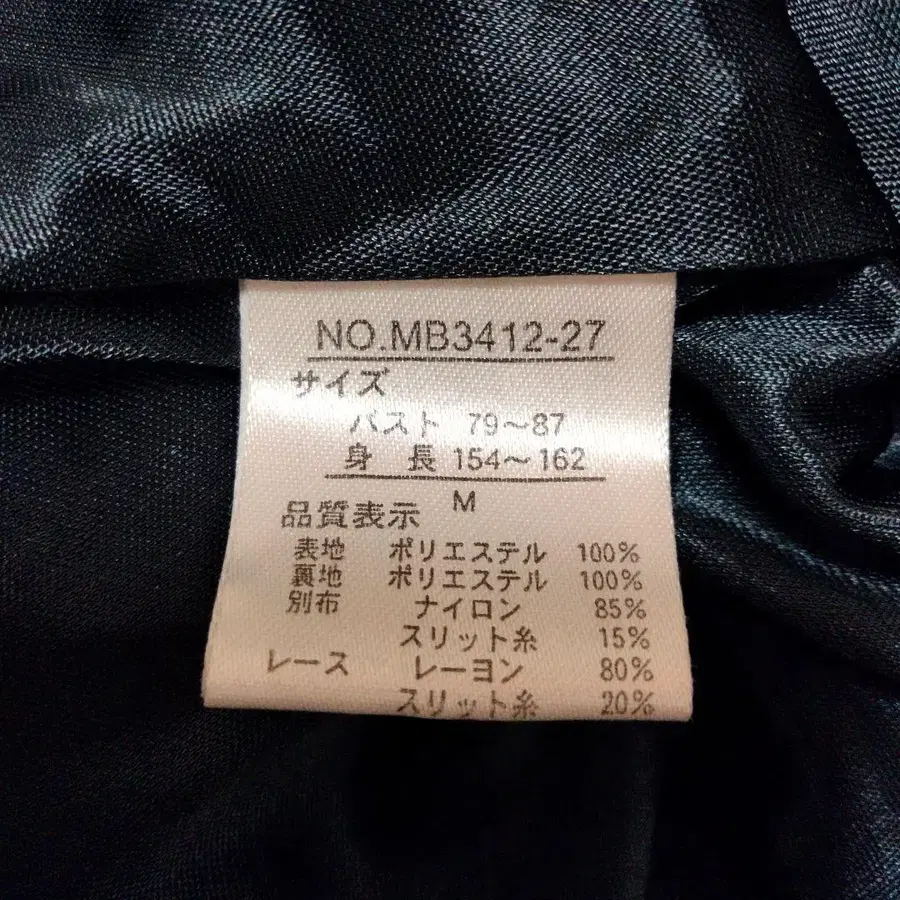 NO.MB3412-27
サイズ
バスト 79～87
身 長 154～162
M
品質表示
表地 ポリエステル 100%
裏地 ポリエステル 100%
別布 ナイロン 85%
スリット糸 15%
レース レーヨン 80%
スリット糸 20%